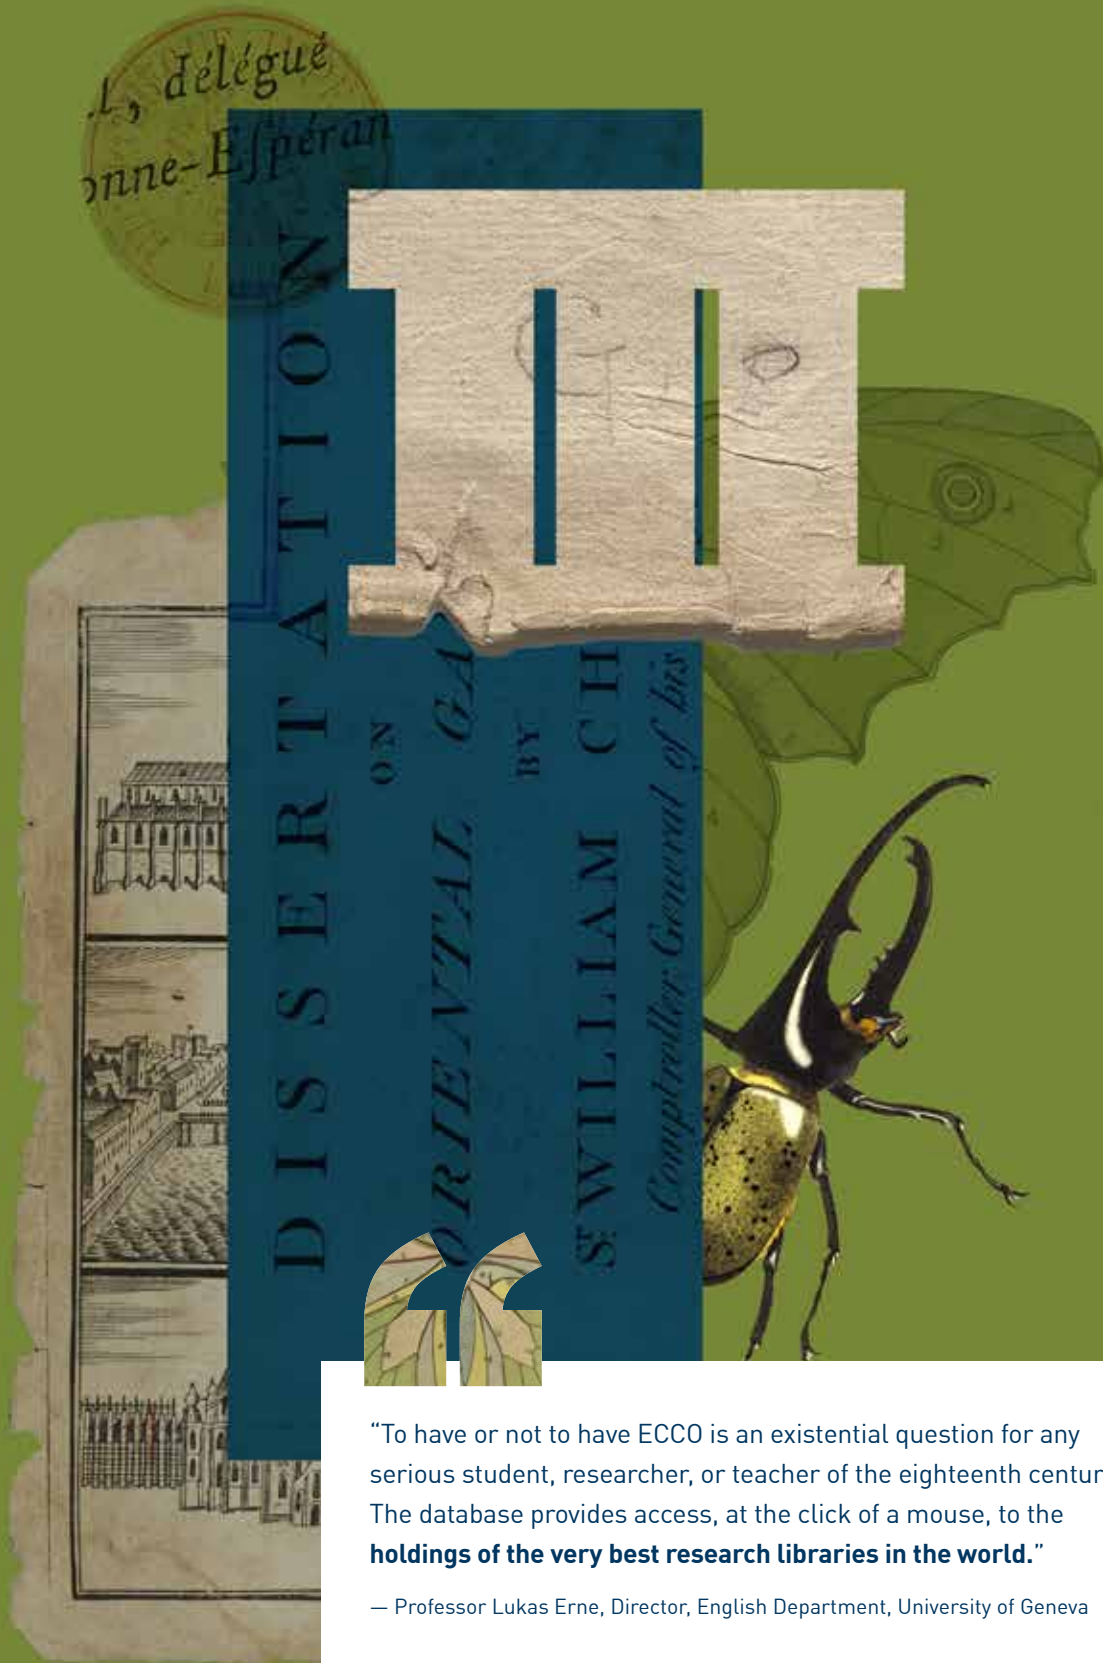 ., délégué
onne-Eſpéran
III
DISSERTATION
ON
ORIENTAL GA
BY
Sr. WILLIAM CH
Comptroller General of his
“To have or not to have ECCO is an existential question for any
serious student, researcher, or teacher of the eighteenth centur
The database provides access, at the click of a mouse, to the
holdings of the very best research libraries in the world.”
— Professor Lukas Erne, Director, English Department, University of Geneva